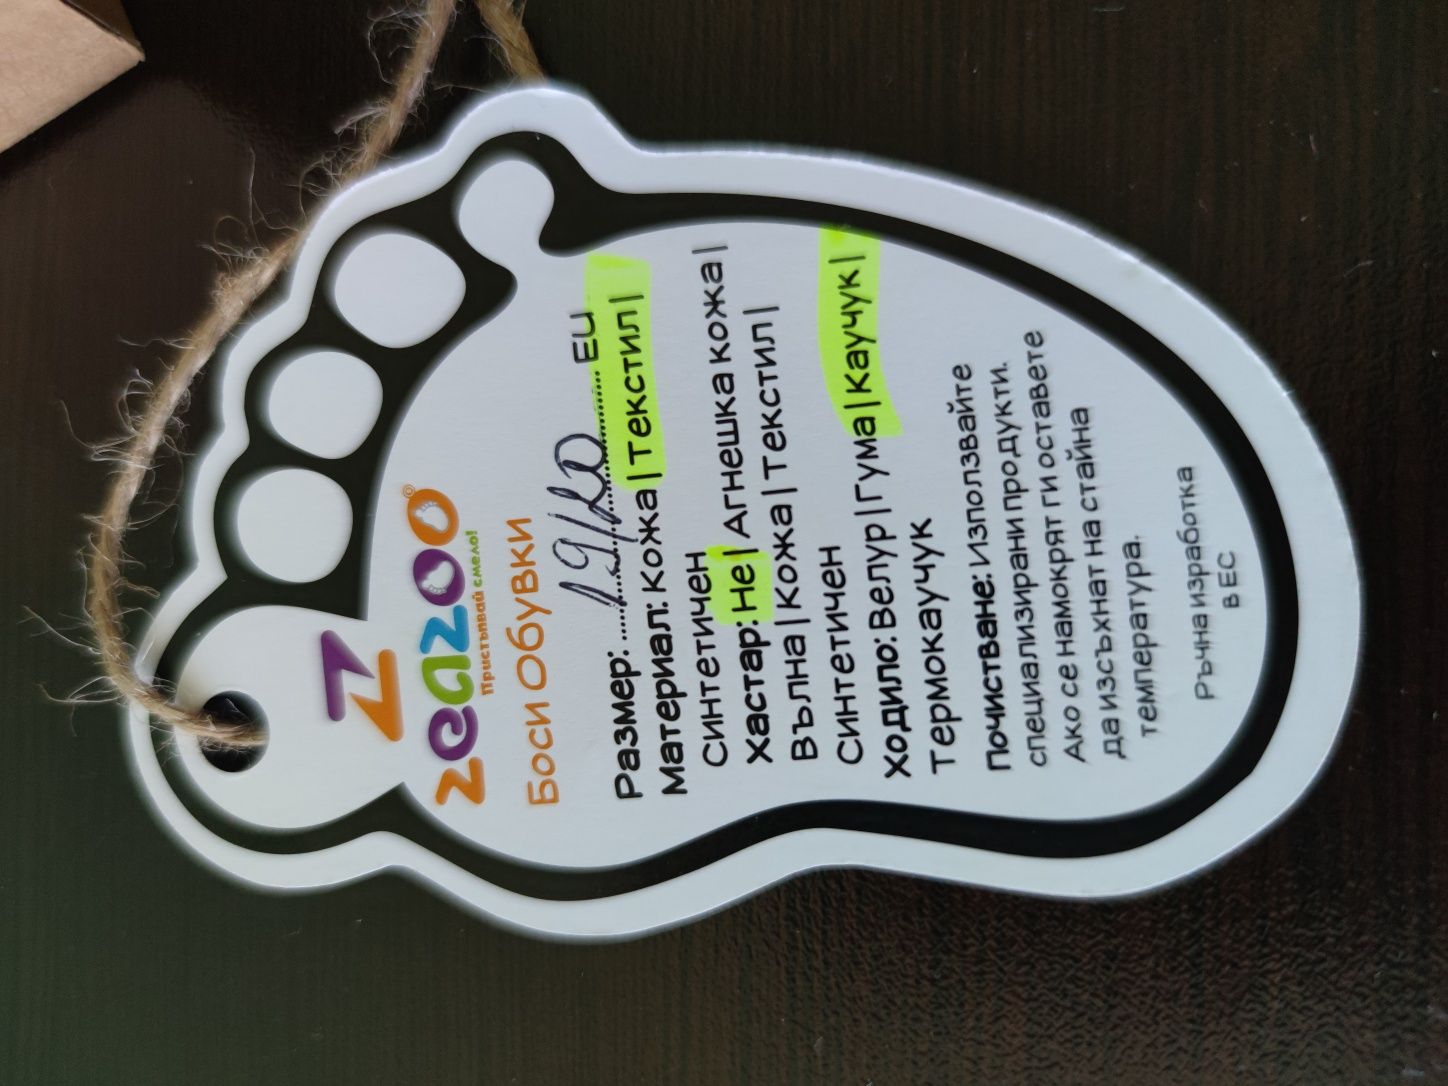 Z
zeazoo®
Пристъпвай смело!
Боси Обувки
Размер: ....19/20.... EU
Материал: Кожа | Текстил |
Синтетичен
Хастар: Не | Агнешка кожа |
Вълна | Кожа | Текстил |
Синтетичен
Ходило: Велур | Гума | Каучук |
Термокаучук
Почистване: Използвайте
специализирани продукти.
Ако се намокрят ги оставете
да изсъхнат на стайна
температура.
Ръчна изработка
в ЕС